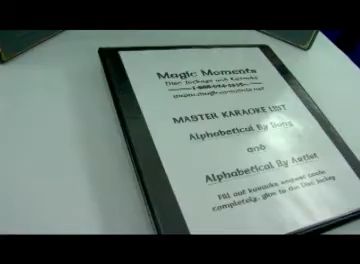 Magic Moments
Disc Jockeys and Karaoke
MASTER KARAOKE LIST
Alphabetical By Song
and
Alphabetical By Artist
Fill out karaoke request cards
completely, give to the Disc Jockey